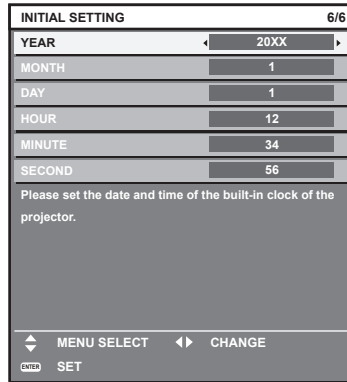 INITIAL SETTING 6/6
YEAR 20XX
MONTH 1
DAY 1
HOUR 12
MINUTE 34
SECOND 56
Please set the date and time of the built-in clock of the
projector.
MENU SELECT CHANGE
ENTER SET